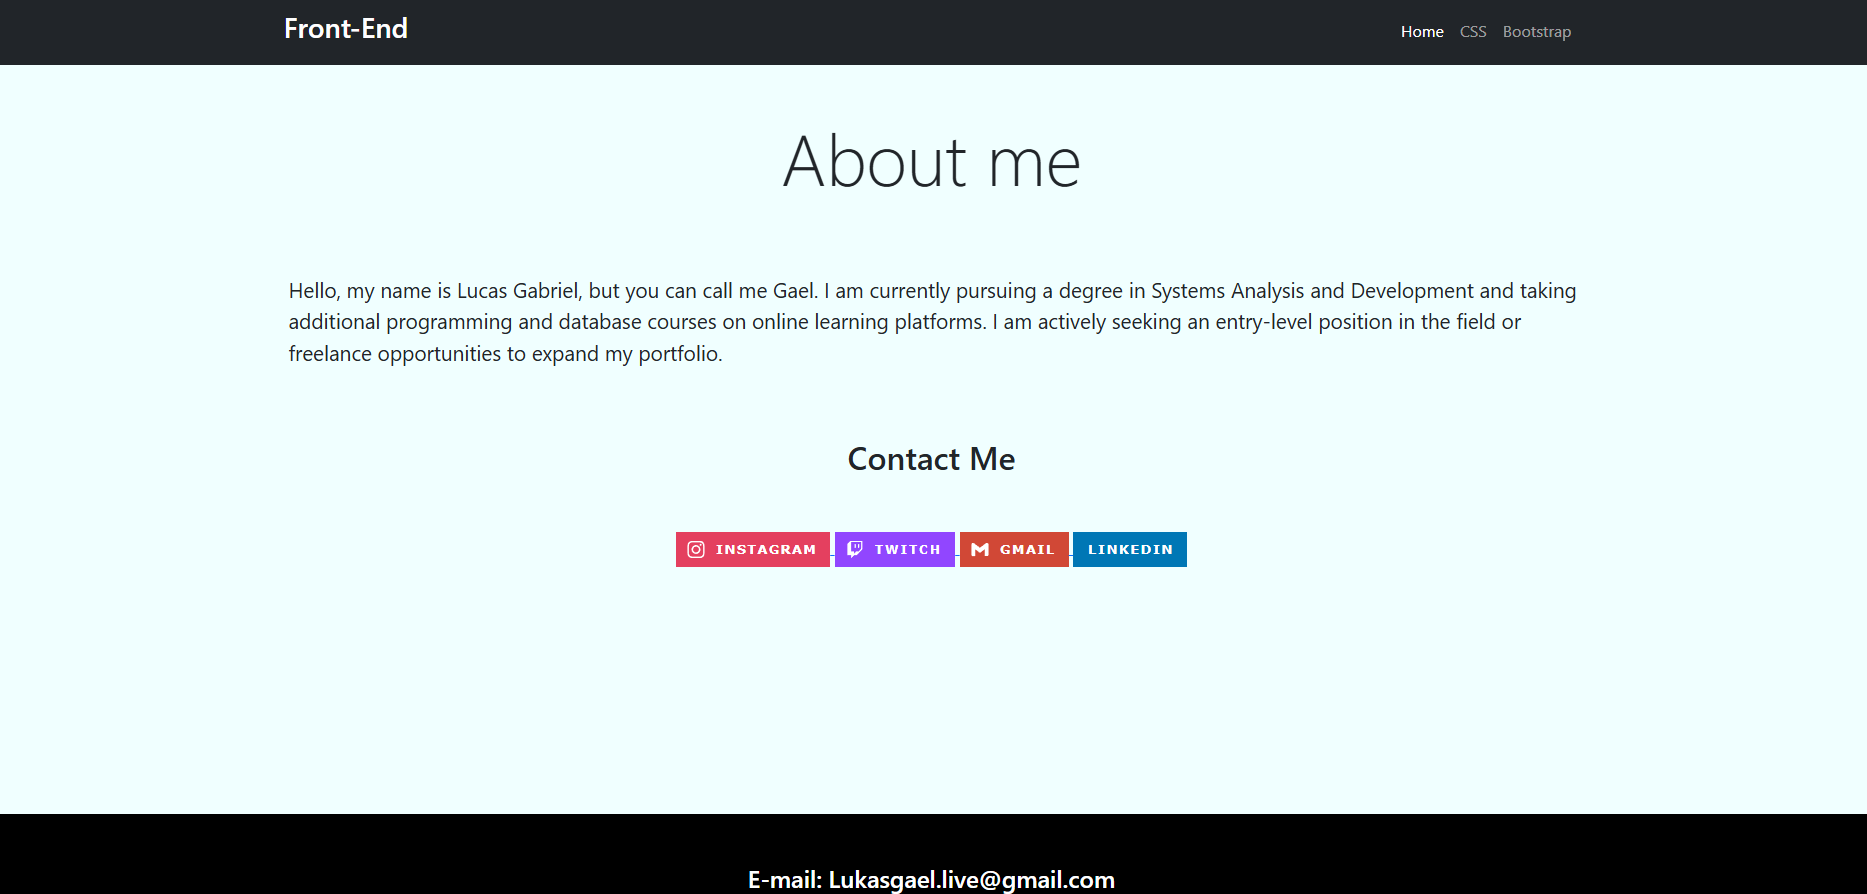 Front-End
Home CSS Bootstrap
About me
Hello, my name is Lucas Gabriel, but you can call me Gael. I am currently pursuing a degree in Systems Analysis and Development and taking
additional programming and database courses on online learning platforms. I am actively seeking an entry-level position in the field or
freelance opportunities to expand my portfolio.
Contact Me
INSTAGRAM TWITCH GMAIL LINKEDIN
E-mail: Lukasgael.live@gmail.com